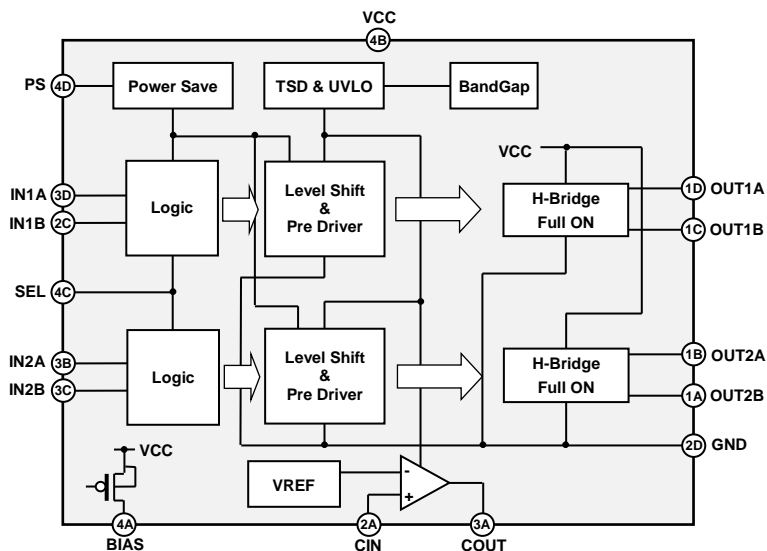 VCC
4B
PS
4D
Power Save
TSD & UVLO
BandGap
VCC
IN1A
3D
IN1B
2C
Logic
Level Shift
&
Pre Driver
H-Bridge
Full ON
1D
OUT1A
1C
OUT1B
SEL
4C
IN2A
3B
IN2B
3C
Logic
Level Shift
&
Pre Driver
H-Bridge
Full ON
1B
OUT2A
1A
OUT2B
2D
GND
VCC
VREF
-
+
4A
BIAS
2A
CIN
3A
COUT